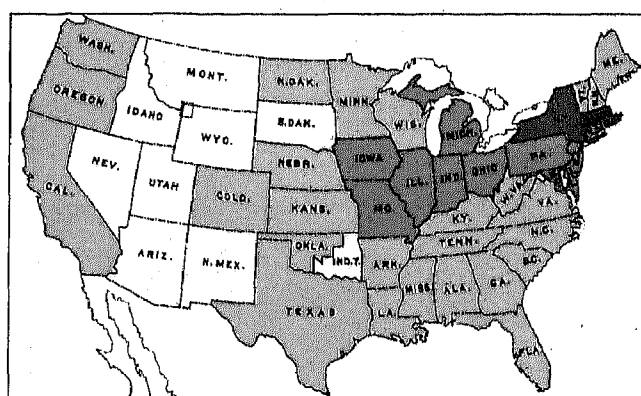 WASH.
MONT.
N.DAK.
MINN.
ME.
OREGON
IDAHO
S.DAK.
WIS.
MICH.
WYO.
IOWA
PA.
NEV.
NEBR.
ILL.
IND.
OHIO
UTAH
COLO.
W.VA.
VA.
CAL.
KANS.
MO.
KY.
N.C.
ARIZ.
N.MEX.
OKLA.
IND.T.
ARK.
TENN.
S.C.
TEXAS
LA.
MISS.
ALA.
GA.
FLA.